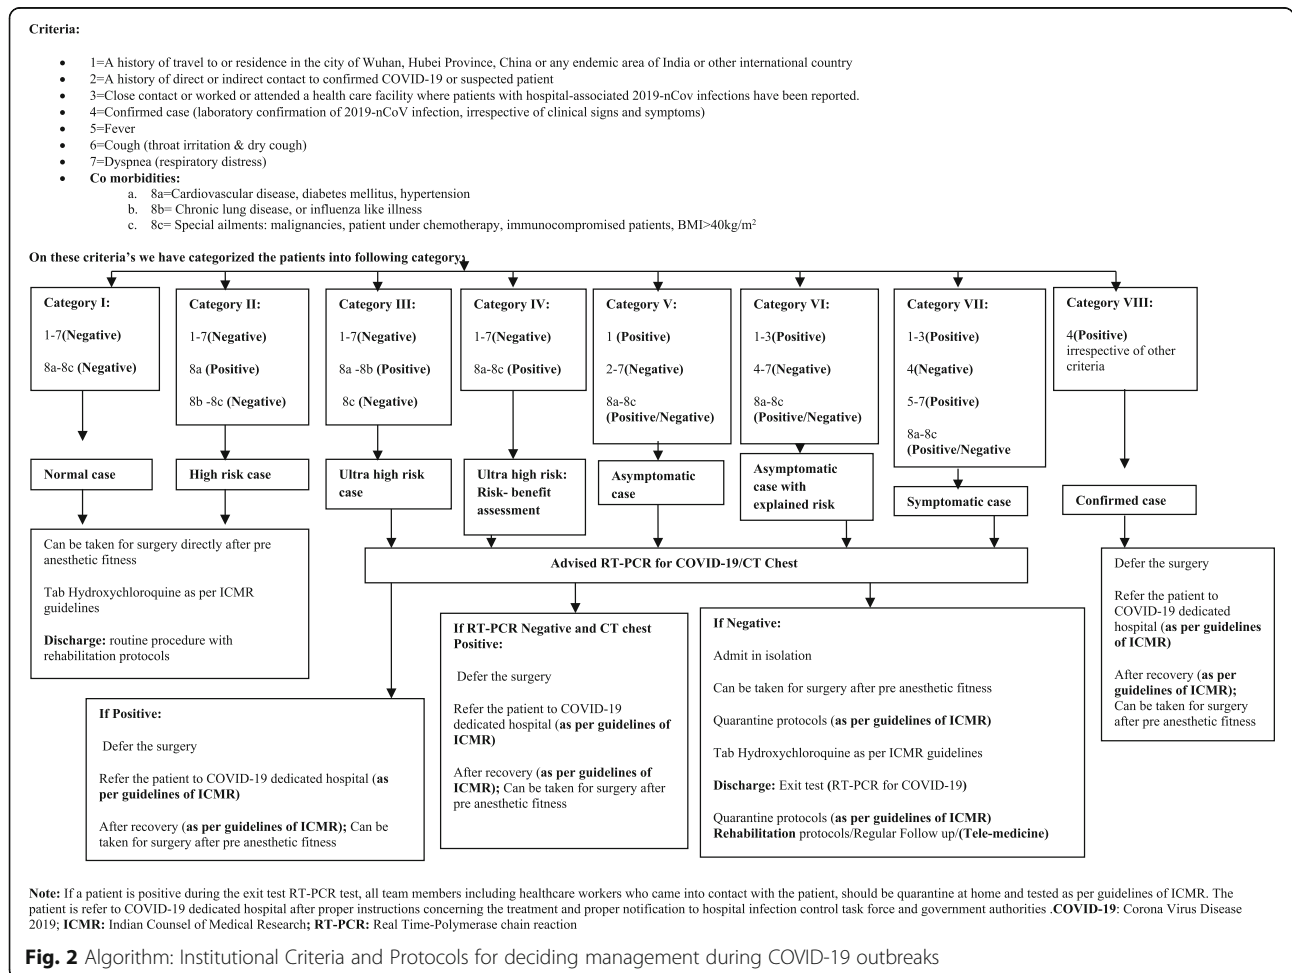 Criteria:
• 1=A history of travel to or residence in the city of Wuhan, Hubei Province, China or any endemic area of India or other international country
• 2=A history of direct or indirect contact to confirmed COVID-19 or suspected patient
• 3=Close contact or worked or attended a health care facility where patients with hospital-associated 2019-nCov infections have been reported.
• 4=Confirmed case (laboratory confirmation of 2019-nCoV infection, irrespective of clinical signs and symptoms)
• 5=Fever
• 6=Cough (throat irritation & dry cough)
• 7=Dyspnea (respiratory distress)
• Co morbidities:
a. 8a=Cardiovascular disease, diabetes mellitus, hypertension
b. 8b= Chronic lung disease, or influenza like illness
c. 8c= Special ailments: malignancies, patient under chemotherapy, immunocompromised patients, BMI>40kg/m²
On these criteria's we have categorized the patients into following category:
Category I:
1-7(Negative)
8a-8c (Negative)
Category II:
1-7(Negative)
8a (Positive)
8b -8c (Negative)
Category III:
1-7(Negative)
8a -8b (Positive)
8c (Negative)
Category IV:
1-7(Negative)
8a-8c (Positive)
Category V:
1 (Positive)
2-7(Negative)
8a-8c
(Positive/Negative)
Category VI:
1-3(Positive)
4-7(Negative)
8a-8c
(Positive/Negative)
Category VII:
1-3(Positive)
4(Negative)
5-7(Positive)
8a-8c
(Positive/Negative
Category VIII:
4(Positive)
irrespective of other
criteria
Normal case
High risk case
Ultra high risk
case
Ultra high risk:
Risk- benefit
assessment
Asymptomatic
case
Asymptomatic
case with
explained risk
Symptomatic case
Confirmed case
Can be taken for surgery directly after pre
anesthetic fitness
Tab Hydroxychloroquine as per ICMR
guidelines
Discharge: routine procedure with
rehabilitation protocols
Advised RT-PCR for COVID-19/CT Chest
If Positive:
Defer the surgery
Refer the patient to COVID-19 dedicated hospital (as
per guidelines of ICMR)
After recovery (as per guidelines of ICMR); Can be
taken for surgery after pre anesthetic fitness
If RT-PCR Negative and CT chest
Positive:
Defer the surgery
Refer the patient to COVID-19
dedicated hospital (as per guidelines of
ICMR)
After recovery (as per guidelines of
ICMR); Can be taken for surgery after
pre anesthetic fitness
If Negative:
Admit in isolation
Can be taken for surgery after pre anesthetic fitness
Quarantine protocols (as per guidelines of ICMR)
Tab Hydroxychloroquine as per ICMR guidelines
Discharge: Exit test (RT-PCR for COVID-19)
Quarantine protocols (as per guidelines of ICMR)
Rehabilitation protocols/Regular Follow up/(Tele-medicine)
Defer the surgery
Refer the patient to
COVID-19 dedicated
hospital (as per guidelines
of ICMR)
After recovery (as per
guidelines of ICMR);
Can be taken for surgery
after pre anesthetic fitness
Note: If a patient is positive during the exit test RT-PCR test, all team members including healthcare workers who came into contact with the patient, should be quarantine at home and tested as per guidelines of ICMR. The
patient is refer to COVID-19 dedicated hospital after proper instructions concerning the treatment and proper notification to hospital infection control task force and government authorities .COVID-19: Corona Virus Disease
2019; ICMR: Indian Counsel of Medical Research; RT-PCR: Real Time-Polymerase chain reaction
Fig. 2 Algorithm: Institutional Criteria and Protocols for deciding management during COVID-19 outbreaks